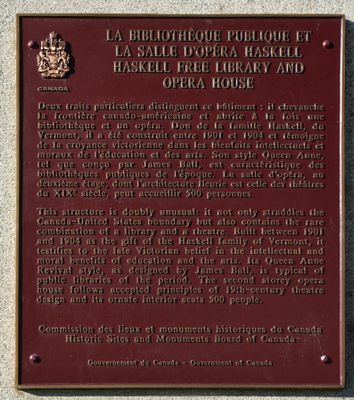 LA BIBLIOTHÈQUE PUBLIQUE ET
LA SALLE D'OPÉRA HASKELL
HASKELL FREE LIBRARY AND
OPERA HOUSE
CANADA
Deux traits particuliers distinguent ce bâtiment : il chevauche
la frontière canado-américaine et abrite à la fois une
bibliothèque et un opéra. Don de la famille Haskell, du
Vermont, il a été construit entre 1901 et 1904 et témoigne
de la croyance victorienne dans les bienfaits intellectuels et
moraux de l'éducation et des arts. Son style Queen Anne,
tel que conçu par James Ball, est caractéristique des
bibliothèques publiques de l'époque. La salle d'opéra, au
deuxième étage, dont l'architecture fleurie est celle des théâtres
du XIXe siècle, peut accueillir 500 personnes.
This structure is doubly unusual: it not only straddles the
Canada-United States boundary but also contains the rare
combination of a library and a theatre. Built between 1901
and 1904 as the gift of the Haskell family of Vermont, it
testifies to the late Victorian belief in the intellectual and
moral benefits of education and the arts. Its Queen Anne
Revival style, as designed by James Ball, is typical of
public libraries of the period. The second storey opera
house follows accepted principles of 19th-century theatre
design and its ornate interior seats 500 people.
Commission des lieux et monuments historiques du Canada
Historic Sites and Monuments Board of Canada
Gouvernement du Canada - Government of Canada